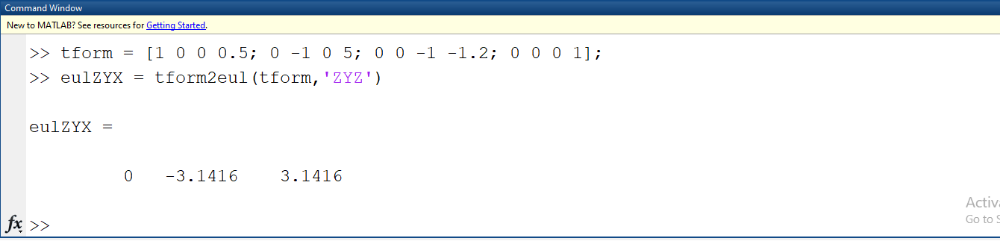 Command Window
New to MATLAB? See resources for Getting Started.
>> tform = [1 0 0 0.5; 0 -1 0 5; 0 0 -1 -1.2; 0 0 0 1];
>> eulZYX = tform2eul(tform,'ZYZ')
eulZYX =
0 -3.1416 3.1416
Activ
Go to S
fx >>